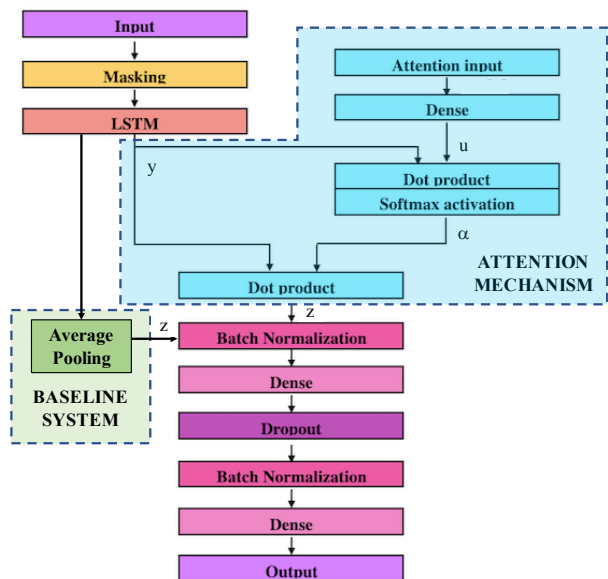 Input
Masking
LSTM
Attention input
Dense
u
y
Dot product
Softmax activation
α
ATTENTION
MECHANISM
Dot product
z
Average
Pooling
z
BASELINE
SYSTEM
Batch Normalization
Dense
Dropout
Batch Normalization
Dense
Output